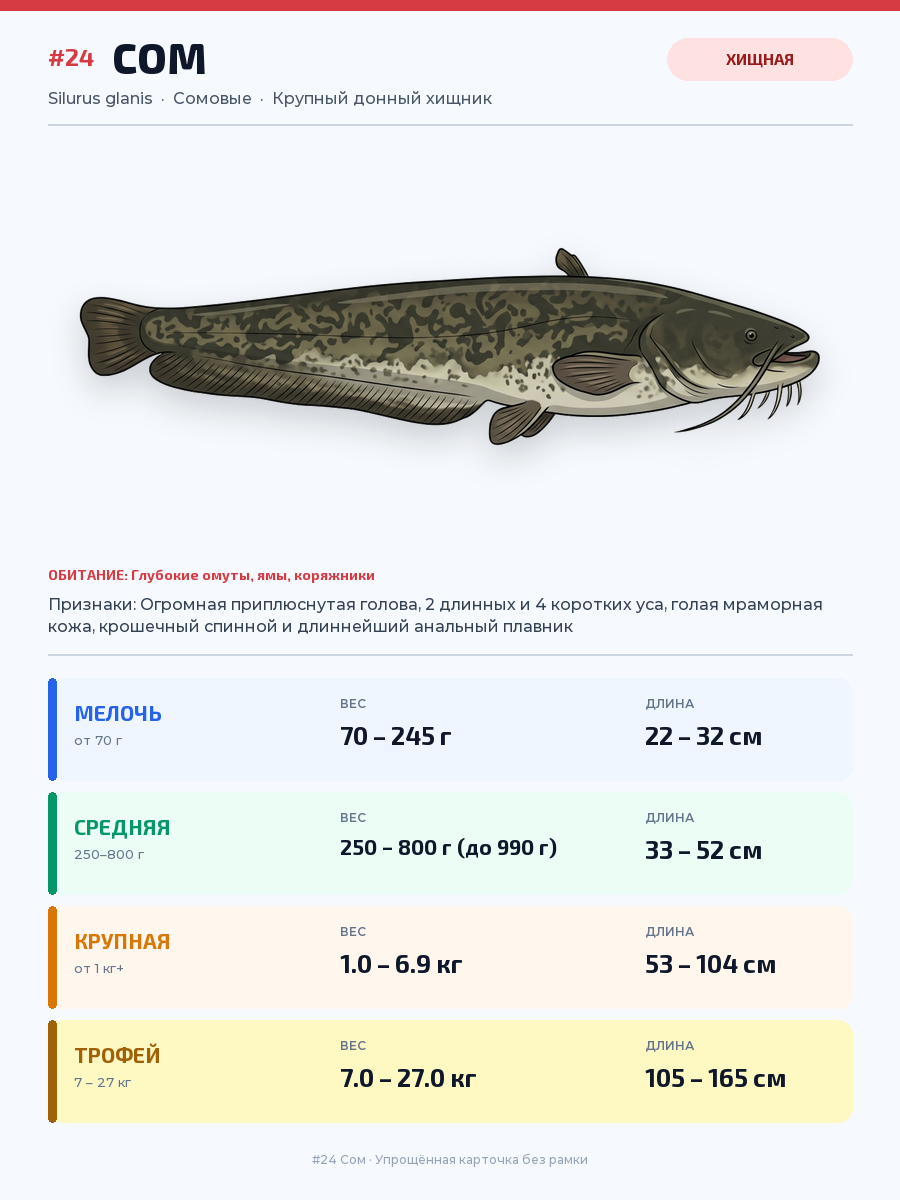 #24 СОМ
ХИЩНАЯ
Silurus glanis · Сомовые · Крупный донный хищник
ОБИТАНИЕ: Глубокие омуты, ямы, коряжники
Признаки: Огромная приплюснутая голова, 2 длинных и 4 коротких уса, голая мраморная
кожа, крошечный спинной и длиннейший анальный плавник
МЕЛОЧЬ
от 70 г
ВЕС
70 – 245 г
ДЛИНА
22 – 32 см
СРЕДНЯЯ
250–800 г
ВЕС
250 – 800 г (до 990 г)
ДЛИНА
33 – 52 см
КРУПНАЯ
от 1 кг+
ВЕС
1.0 – 6.9 кг
ДЛИНА
53 – 104 см
ТРОФЕЙ
7 – 27 кг
ВЕС
7.0 – 27.0 кг
ДЛИНА
105 – 165 см
#24 Сом · Упрощённая карточка без рамки